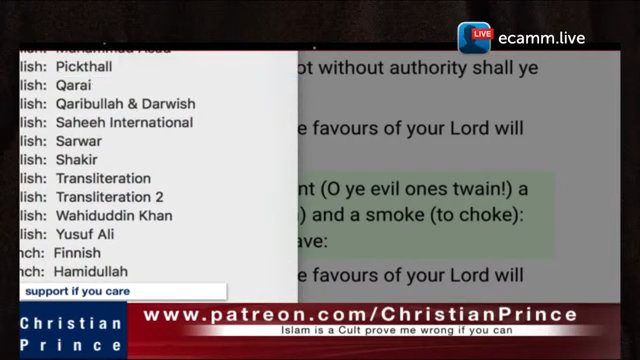 LIVE
ecamm.live
lish: Muhammad Asad
lish: Pickthall
lish: Qarai
lish: Qaribullah & Darwish
lish: Saheeh International
lish: Sarwar
lish: Shakir
lish: Transliteration
lish: Transliteration 2
lish: Wahiduddin Khan
lish: Yusuf Ali
nch: Finnish
nch: Hamidullah
ot without authority shall ye
e favours of your Lord will
nt (O ye evil ones twain!) a
) and a smoke (to choke):
ave:
e favours of your Lord will
support if you care
Christian
Prince
www.patreon.com/ChristianPrince
Islam is a Cult prove me wrong if you can